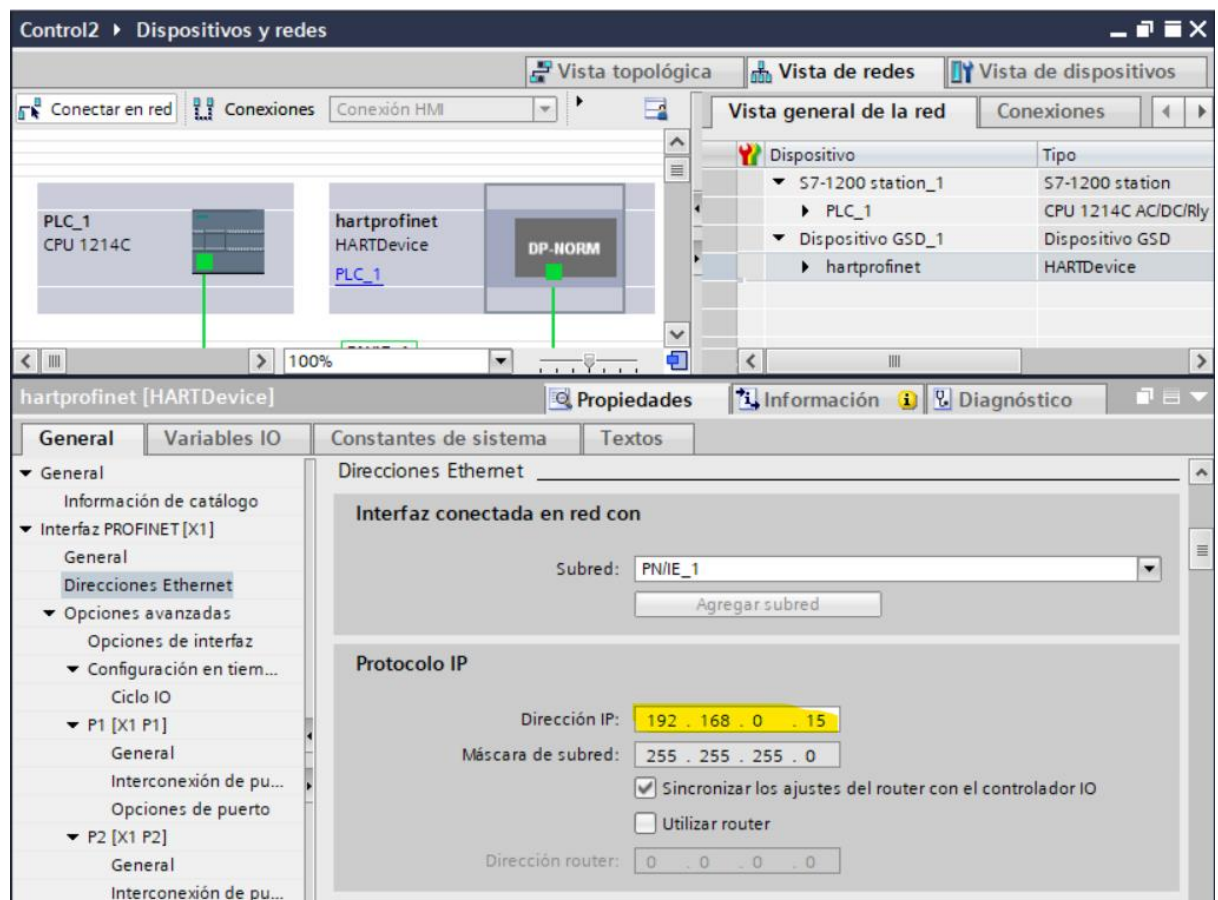 Control2 ▸ Dispositivos y redes
Vista topológica Vista de redes Vista de dispositivos
Conectar en red Conexiones Conexión HMI
Vista general de la red Conexiones
Dispositivo Tipo
S7-1200 station_1 S7-1200 station
PLC_1 CPU 1214C AC/DC/Rly
Dispositivo GSD_1 Dispositivo GSD
hartprofinet HARTDevice
PLC_1
CPU 1214C
hartprofinet
HARTDevice
PLC_1
DP-NORM
100%
hartprofinet [HARTDevice]
Propiedades Información Diagnóstico
General Variables IO Constantes de sistema Textos
General
Información de catálogo
Interfaz PROFINET [X1]
General
Direcciones Ethernet
Opciones avanzadas
Opciones de interfaz
Configuración en tiem...
Ciclo IO
P1 [X1 P1]
General
Interconexión de pu...
Opciones de puerto
P2 [X1 P2]
General
Interconexión de pu...
Direcciones Ethernet
Interfaz conectada en red con
Subred: PN/IE_1
Agregar subred
Protocolo IP
Dirección IP: 192 . 168 . 0 . 15
Máscara de subred: 255 . 255 . 255 . 0
Sincronizar los ajustes del router con el controlador IO
Utilizar router
Dirección router: 0 . 0 . 0 . 0